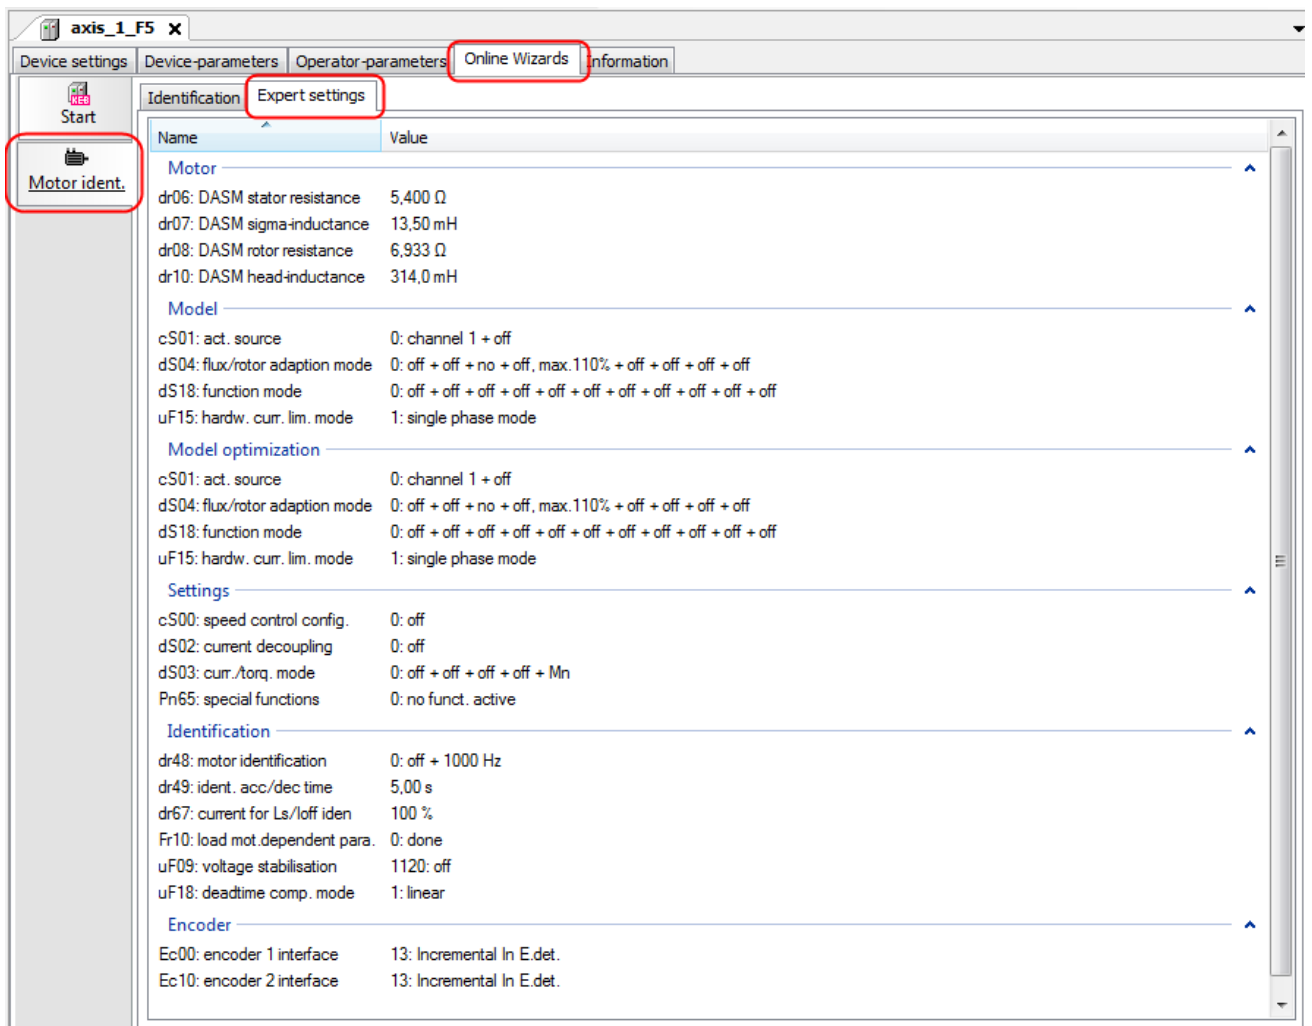 axis_1_F5 X
Device settings Device-parameters Operator-parameters Online Wizards Information
KEB
Start
Motor ident.
Identification Expert settings
Name Value
Motor
dr06: DASM stator resistance 5,400 Ω
dr07: DASM sigma-inductance 13,50 mH
dr08: DASM rotor resistance 6,933 Ω
dr10: DASM head-inductance 314,0 mH
Model
cS01: act. source 0: channel 1 + off
dS04: flux/rotor adaption mode 0: off + off + no + off, max.110% + off + off + off + off
dS18: function mode 0: off + off + off + off + off + off + off + off + off + off + off
uF15: hardw. curr. lim. mode 1: single phase mode
Model optimization
cS01: act. source 0: channel 1 + off
dS04: flux/rotor adaption mode 0: off + off + no + off, max.110% + off + off + off + off
dS18: function mode 0: off + off + off + off + off + off + off + off + off + off + off
uF15: hardw. curr. lim. mode 1: single phase mode
Settings
cS00: speed control config. 0: off
dS02: current decoupling 0: off
dS03: curr./torq. mode 0: off + off + off + off + Mn
Pn65: special functions 0: no funct. active
Identification
dr48: motor identification 0: off + 1000 Hz
dr49: ident. acc/dec time 5,00 s
dr67: current for Ls/Ioff iden 100 %
Fr10: load mot.dependent para. 0: done
uF09: voltage stabilisation 1120: off
uF18: deadtime comp. mode 1: linear
Encoder
Ec00: encoder 1 interface 13: Incremental In E.det.
Ec10: encoder 2 interface 13: Incremental In E.det.